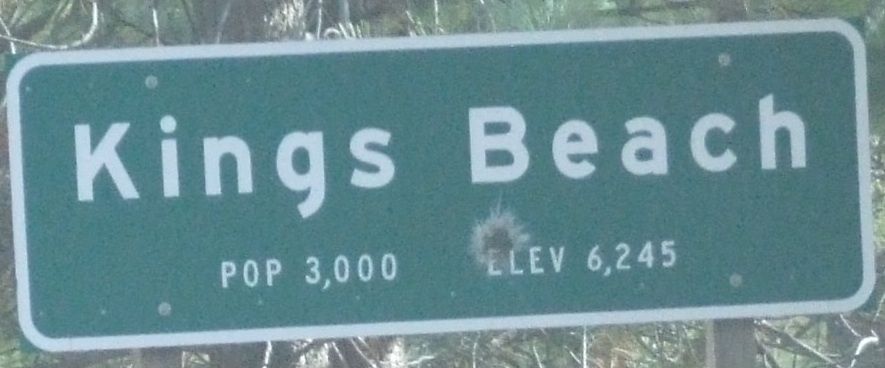 Kings Beach
POP 3,000 ELEV 6,245